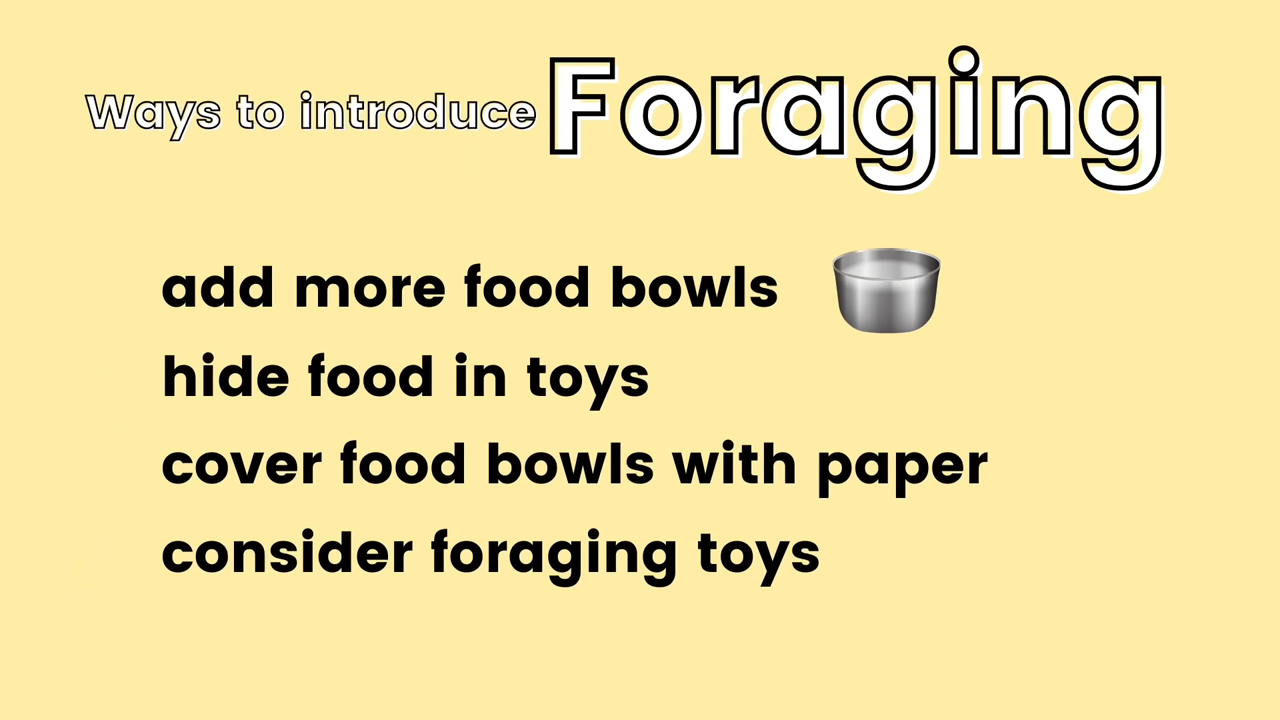 Ways to introduce Foraging
add more food bowls
hide food in toys
cover food bowls with paper
consider foraging toys